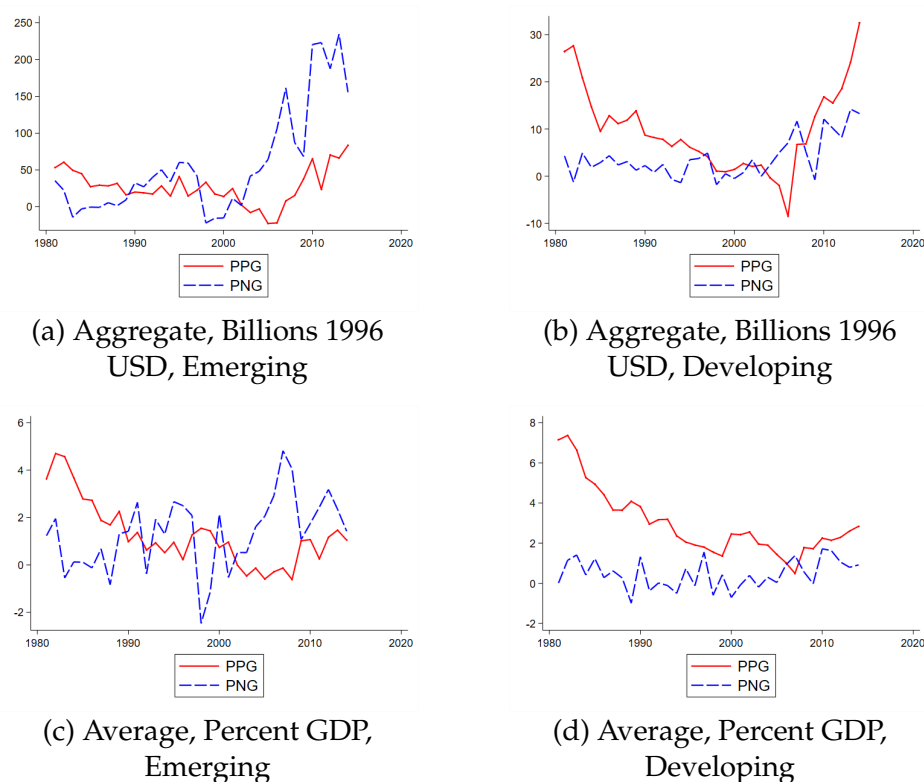 250
200
150
100
50
0
1980 1990 2000 2010 2020
PPG
PNG
(a) Aggregate, Billions 1996
USD, Emerging
30
20
10
0
-10
1980 1990 2000 2010 2020
PPG
PNG
(b) Aggregate, Billions 1996
USD, Developing
6
4
2
0
-2
1980 1990 2000 2010 2020
PPG
PNG
(c) Average, Percent GDP,
Emerging
8
6
4
2
0
-2
1980 1990 2000 2010 2020
PPG
PNG
(d) Average, Percent GDP,
Developing